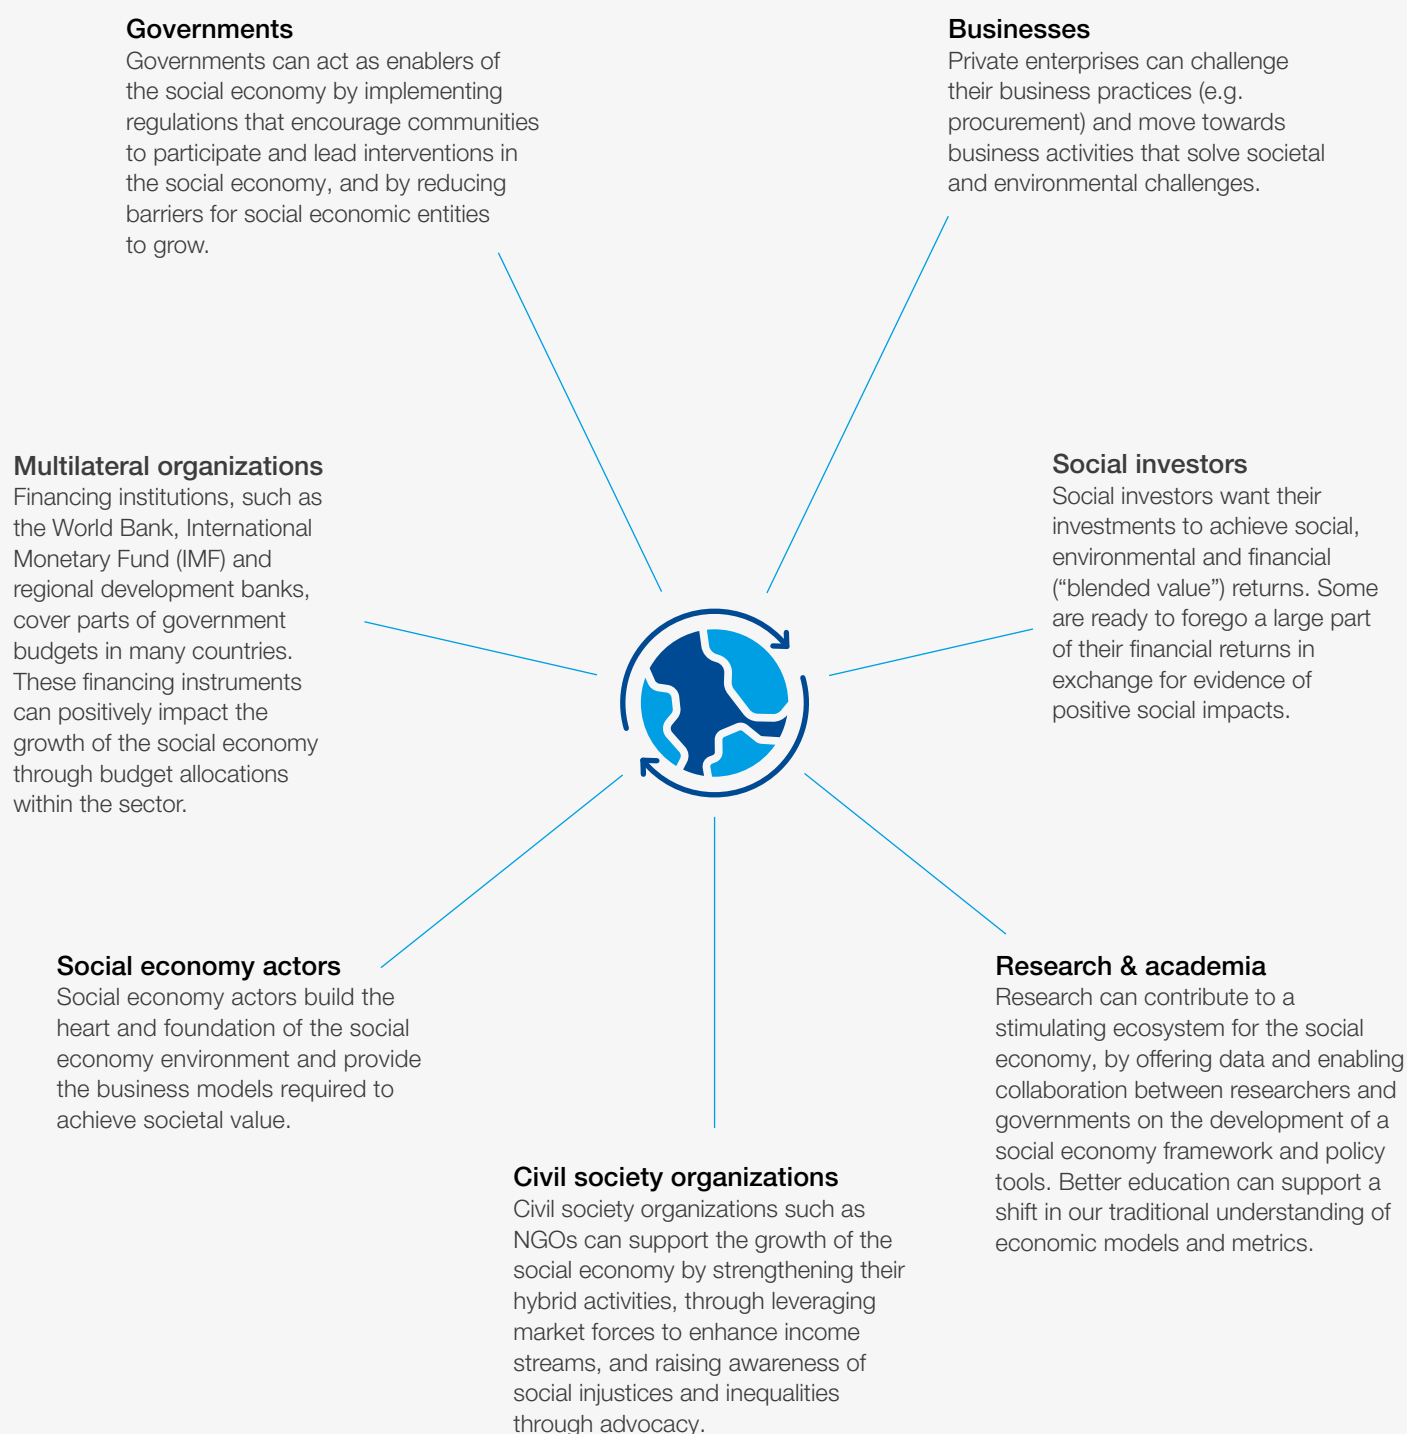 Governments
Governments can act as enablers of
the social economy by implementing
regulations that encourage communities
to participate and lead interventions in
the social economy, and by reducing
barriers for social economic entities
to grow.
Businesses
Private enterprises can challenge
their business practices (e.g.
procurement) and move towards
business activities that solve societal
and environmental challenges.
Multilateral organizations
Financing institutions, such as
the World Bank, International
Monetary Fund (IMF) and
regional development banks,
cover parts of government
budgets in many countries.
These financing instruments
can positively impact the
growth of the social economy
through budget allocations
within the sector.
Social investors
Social investors want their
investments to achieve social,
environmental and financial
(“blended value”) returns. Some
are ready to forego a large part
of their financial returns in
exchange for evidence of
positive social impacts.
Social economy actors
Social economy actors build the
heart and foundation of the social
economy environment and provide
the business models required to
achieve societal value.
Research & academia
Research can contribute to a
stimulating ecosystem for the social
economy, by offering data and enabling
collaboration between researchers and
governments on the development of a
social economy framework and policy
tools. Better education can support a
shift in our traditional understanding of
economic models and metrics.
Civil society organizations
Civil society organizations such as
NGOs can support the growth of the
social economy by strengthening their
hybrid activities, through leveraging
market forces to enhance income
streams, and raising awareness of
social injustices and inequalities
through advocacy.